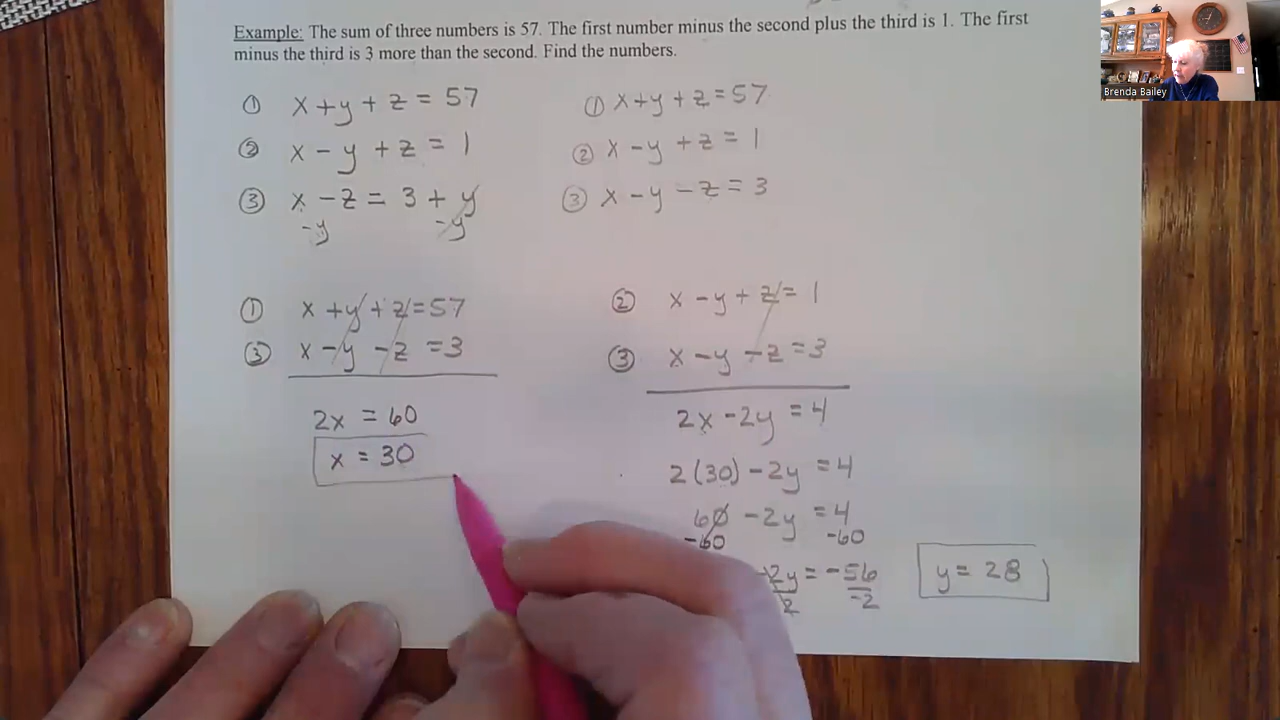 Example: The sum of three numbers is 57. The first number minus the second plus the third is 1. The first
minus the third is 3 more than the second. Find the numbers.
Brenda Bailey
① x + y + z = 57
② x - y + z = 1
③ x - z = 3 + y
-y -y
① x + y + z = 57
② x - y + z = 1
③ x - y - z = 3
① x + y + z = 57
③ x - y - z = 3
2x = 60
x = 30
② x - y + z = 1
③ x - y - z = 3
2x - 2y = 4
2(30) - 2y = 4
60 - 2y = 4
-60 -60
-2y = -56
2 -2
y = 28